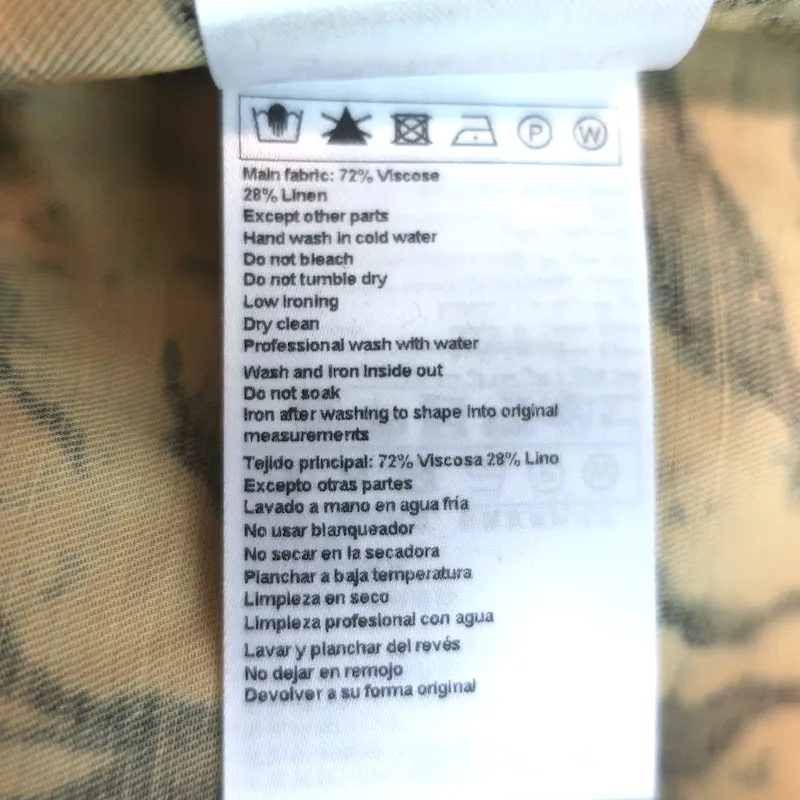 P W
Main fabric: 72% Viscose
28% Linen
Except other parts
Hand wash in cold water
Do not bleach
Do not tumble dry
Low ironing
Dry clean
Professional wash with water
Wash and iron inside out
Do not soak
Iron after washing to shape into original
measurements
Tejido principal: 72% Viscosa 28% Lino
Excepto otras partes
Lavado a mano en agua fría
No usar blanqueador
No secar en la secadora
Planchar a baja temperatura
Limpieza en seco
Limpieza profesional con agua
Lavar y planchar del revés
No dejar en remojo
Devolver a su forma original